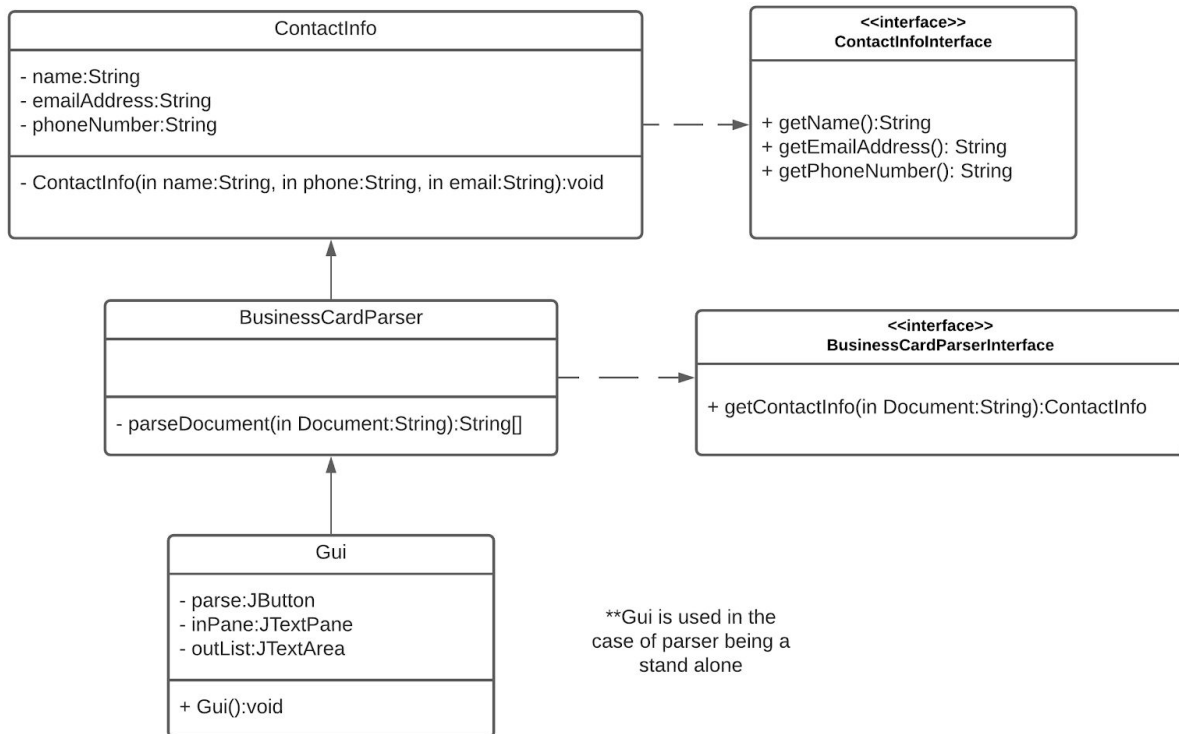 ContactInfo
- name:String
- emailAddress:String
- phoneNumber:String
- ContactInfo(in name:String, in phone:String, in email:String):void
<<interface>>
ContactInfoInterface
+ getName():String
+ getEmailAddress(): String
+ getPhoneNumber(): String
BusinessCardParser
- parseDocument(in Document:String):String[]
<<interface>>
BusinessCardParserInterface
+ getContactInfo(in Document:String):ContactInfo
Gui
- parse:JButton
- inPane:JTextPane
- outList:JTextArea
+ Gui():void
**Gui is used in the
case of parser being a
stand alone